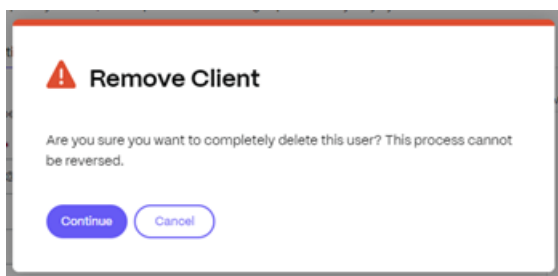 Remove Client
Are you sure you want to completely delete this user? This process cannot
be reversed.
Continue Cancel